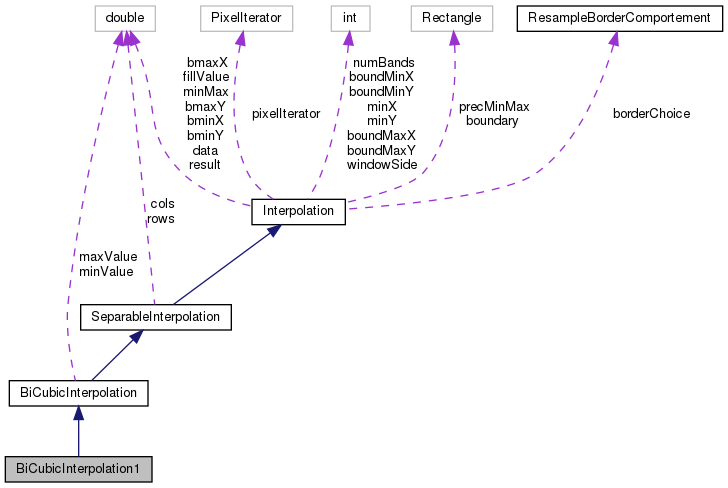 double
PixelIterator
int
Rectangle
ResampleBorderComportement
bmaxX
fillValue
minMax
bmaxY
bminX
bminY
data
result
pixelIterator
numBands
boundMinX
boundMinY
minX
minY
boundMaxX
boundMaxY
windowSide
precMinMax
boundary
borderChoice
cols
rows
Interpolation
maxValue
minValue
SeparableInterpolation
BiCubicInterpolation
BiCubicInterpolation1